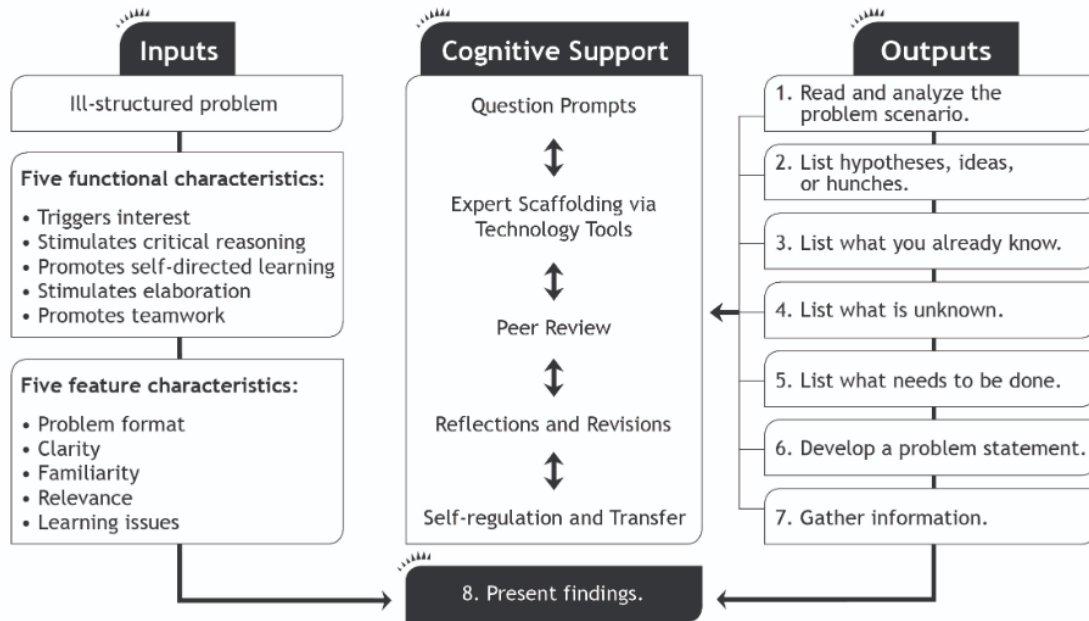 Inputs
Ill-structured problem
Five functional characteristics:
• Triggers interest
• Stimulates critical reasoning
• Promotes self-directed learning
• Stimulates elaboration
• Promotes teamwork
Five feature characteristics:
• Problem format
• Clarity
• Familiarity
• Relevance
• Learning issues
Cognitive Support
Question Prompts
Expert Scaffolding via
Technology Tools
Peer Review
Reflections and Revisions
Self-regulation and Transfer
Outputs
1. Read and analyze the
problem scenario.
2. List hypotheses, ideas,
or hunches.
3. List what you already know.
4. List what is unknown.
5. List what needs to be done.
6. Develop a problem statement.
7. Gather information.
8. Present findings.